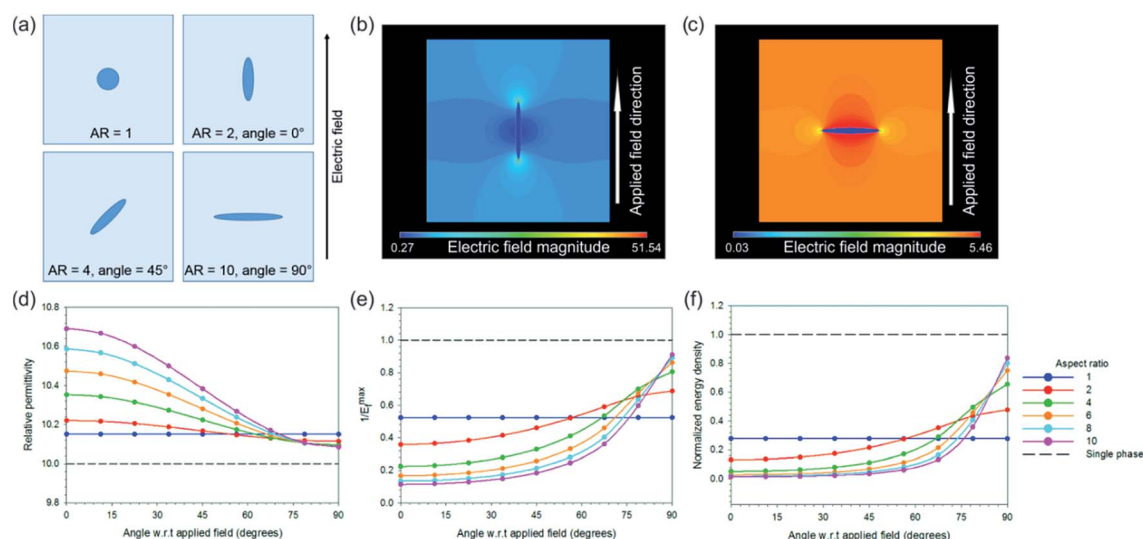 (a)
AR = 1
AR = 2, angle = 0°
AR = 4, angle = 45°
AR = 10, angle = 90°
Electric field
(b)
Applied field direction
0.27 Electric field magnitude 51.54
(c)
Applied field direction
0.03 Electric field magnitude 5.46
(d)
Relative permittivity
10.8
10.6
10.4
10.2
10.0
9.8
0 15 30 45 60 75 90
Angle w.r.t applied field (degrees)
(e)
1/Efmax
1.2
1.0
0.8
0.6
0.4
0.2
0.0
0 15 30 45 60 75 90
Angle w.r.t applied field (degrees)
(f)
Normalized energy density
1.2
1.0
0.8
0.6
0.4
0.2
0.0
0 15 30 45 60 75 90
Angle w.r.t applied field (degrees)
Aspect ratio
1
2
4
6
8
10
Single phase